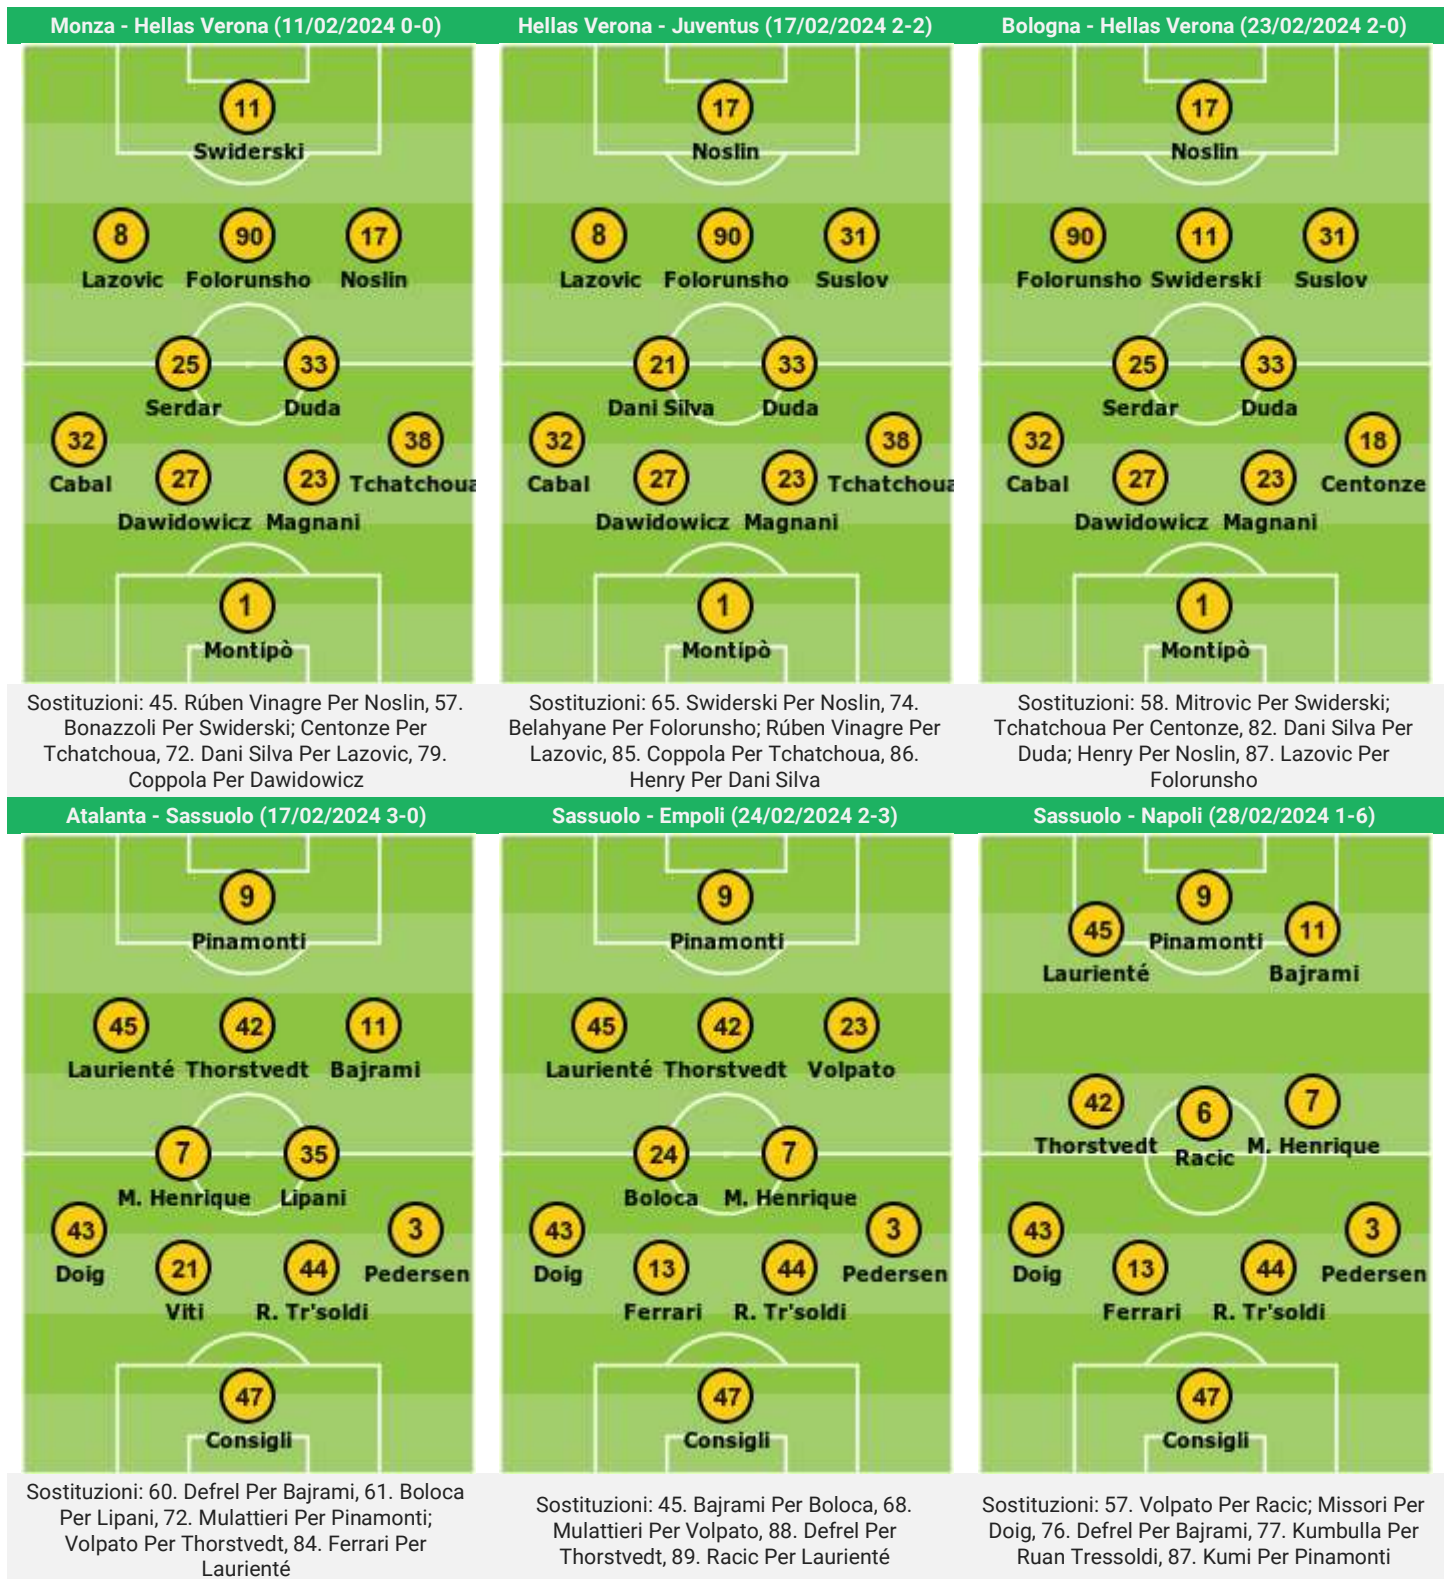 Monza - Hellas Verona (11/02/2024 0-0)
11
Swiderski
8 90 17
Lazovic Folorunsho Noslin
25 33
Serdar Duda
32 38
27 23
Cabal Tchatchoua
Dawidowicz Magnani
1
Montipò
Sostituzioni: 45. Rúben Vinagre Per Noslin, 57.
Bonazzoli Per Swiderski; Centonze Per
Tchatchoua, 72. Dani Silva Per Lazovic, 79.
Coppola Per Dawidowicz
Hellas Verona - Juventus (17/02/2024 2-2)
17
Noslin
8 90 31
Lazovic Folorunsho Suslov
21 33
Dani Silva Duda
32 38
27 23
Cabal Tchatchoua
Dawidowicz Magnani
1
Montipò
Sostituzioni: 65. Swiderski Per Noslin, 74.
Belahyane Per Folorunsho; Rúben Vinagre Per
Lazovic, 85. Coppola Per Tchatchoua, 86.
Henry Per Dani Silva
Bologna - Hellas Verona (23/02/2024 2-0)
17
Noslin
90 11 31
Folorunsho Swiderski Suslov
25 33
Serdar Duda
32 18
27 23
Cabal Centonze
Dawidowicz Magnani
1
Montipò
Sostituzioni: 58. Mitrovic Per Swiderski;
Tchatchoua Per Centonze, 82. Dani Silva Per
Duda; Henry Per Noslin, 87. Lazovic Per
Folorunsho
Atalanta - Sassuolo (17/02/2024 3-0)
9
Pinamonti
45 42 11
Laurienté Thorstvedt Bajrami
7 35
M. Henrique Lipani
43 3
21 44
Doig Pedersen
Viti R. Tr'soldi
47
Consigli
Sostituzioni: 60. Defrel Per Bajrami, 61. Boloca
Per Lipani, 72. Mulattieri Per Pinamonti;
Volpato Per Thorstvedt, 84. Ferrari Per
Laurienté
Sassuolo - Empoli (24/02/2024 2-3)
9
Pinamonti
45 42 23
Laurienté Thorstvedt Volpato
24 7
Boloca M. Henrique
43 3
13 44
Doig Pedersen
Ferrari R. Tr'soldi
47
Consigli
Sostituzioni: 45. Bajrami Per Boloca, 68.
Mulattieri Per Volpato, 88. Defrel Per
Thorstvedt, 89. Racic Per Laurienté
Sassuolo - Napoli (28/02/2024 1-6)
9
45 11
Pinamonti
Laurienté Bajrami
42 6 7
Thorstvedt Racic M. Henrique
43 3
13 44
Doig Pedersen
Ferrari R. Tr'soldi
47
Consigli
Sostituzioni: 57. Volpato Per Racic; Missori Per
Doig, 76. Defrel Per Bajrami, 77. Kumbulla Per
Ruan Tressoldi, 87. Kumi Per Pinamonti